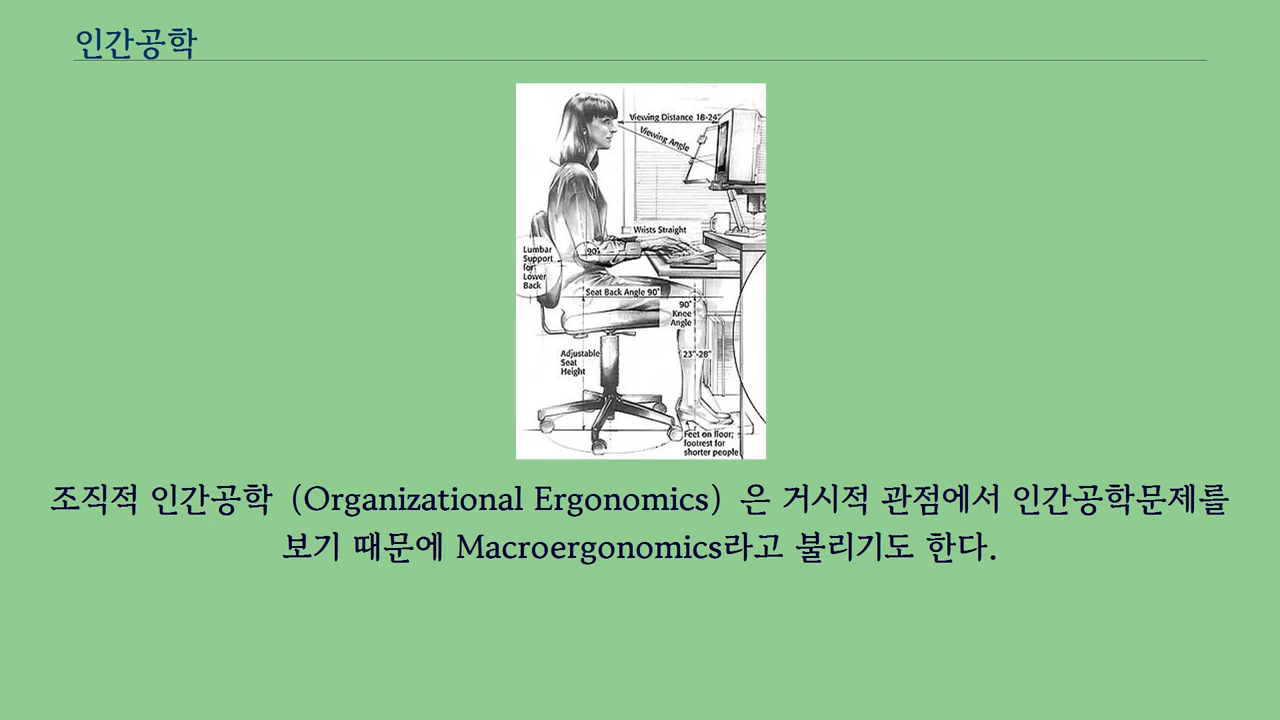 인간공학
Viewing Distance 18-24"
Viewing Angle
Wrists Straight
90°
Lumbar
Support
for
Lower
Back
Seat Back Angle 90°
90°
Knee
Angle
Adjustable
Seat
Height
23"-28"
Feet on floor;
footrest for
shorter people
조직적 인간공학 (Organizational Ergonomics) 은 거시적 관점에서 인간공학문제를
보기 때문에 Macroergonomics라고 불리기도 한다.